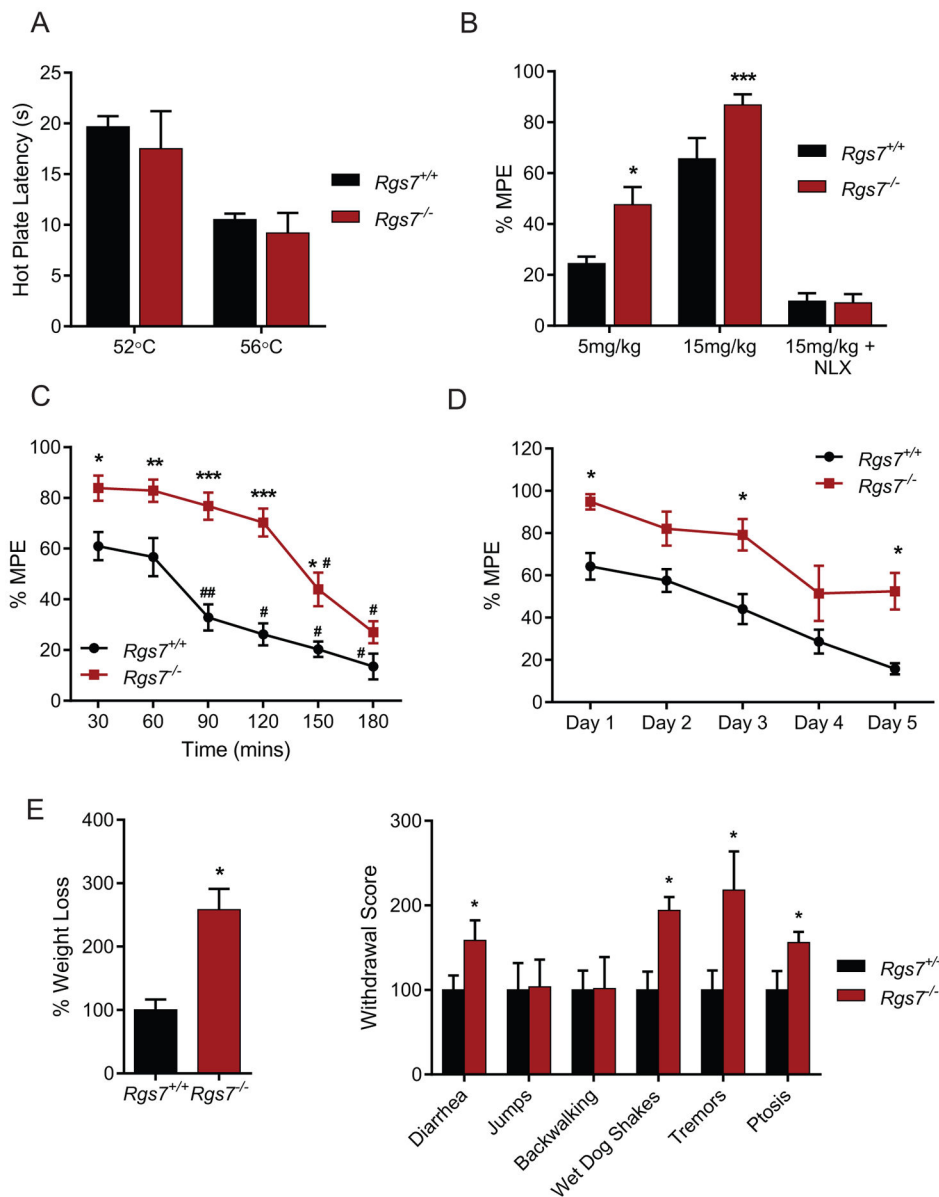 A
Hot Plate Latency (s)
25
20
15
10
5
0
52°C
56°C
Rgs7+/+
Rgs7-/-
B
% MPE
100
80
60
40
20
0
*
***
5mg/kg
15mg/kg
15mg/kg +
NLX
Rgs7+/+
Rgs7-/-
C
% MPE
100
80
60
40
20
0
*
**
***
***
* #
#
##
#
#
#
Rgs7+/+
Rgs7-/-
30 60 90 120 150 180
Time (mins)
D
% MPE
120
100
80
60
40
20
0
*
*
*
Rgs7+/+
Rgs7-/-
Day 1 Day 2 Day 3 Day 4 Day 5
E
% Weight Loss
400
300
200
100
0
*
Rgs7+/+ Rgs7-/-
Withdrawal Score
300
200
100
0
*
*
*
*
Diarrhea
Jumps
Backwalking
Wet Dog Shakes
Tremors
Ptosis
Rgs7+/-
Rgs7-/-